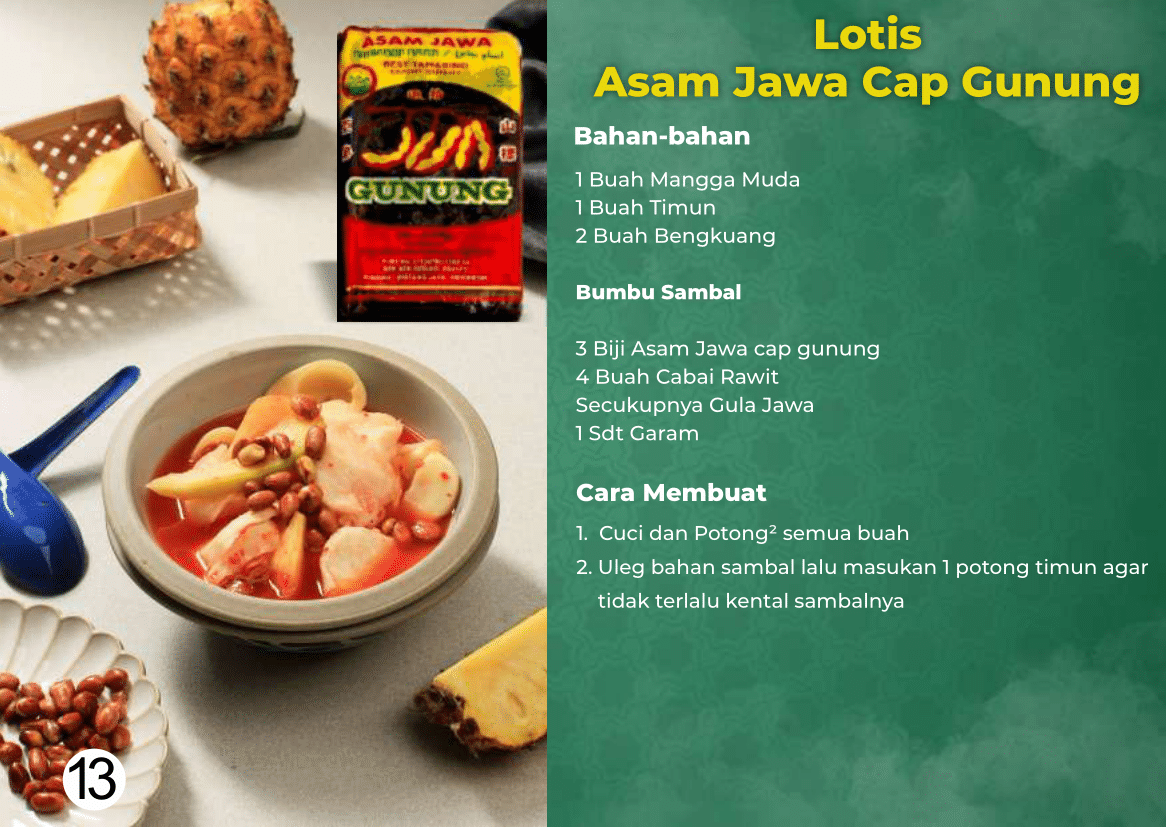 ASAM JAWA
BEST TAMARIND
GUNUNG
13
Lotis
Asam Jawa Cap Gunung
Bahan-bahan
1 Buah Mangga Muda
1 Buah Timun
2 Buah Bengkuang
Bumbu Sambal
3 Biji Asam Jawa cap gunung
4 Buah Cabai Rawit
Secukupnya Gula Jawa
1 Sdt Garam
Cara Membuat
1. Cuci dan Potong² semua buah
2. Uleg bahan sambal lalu masukan 1 potong timun agar
tidak terlalu kental sambalnya